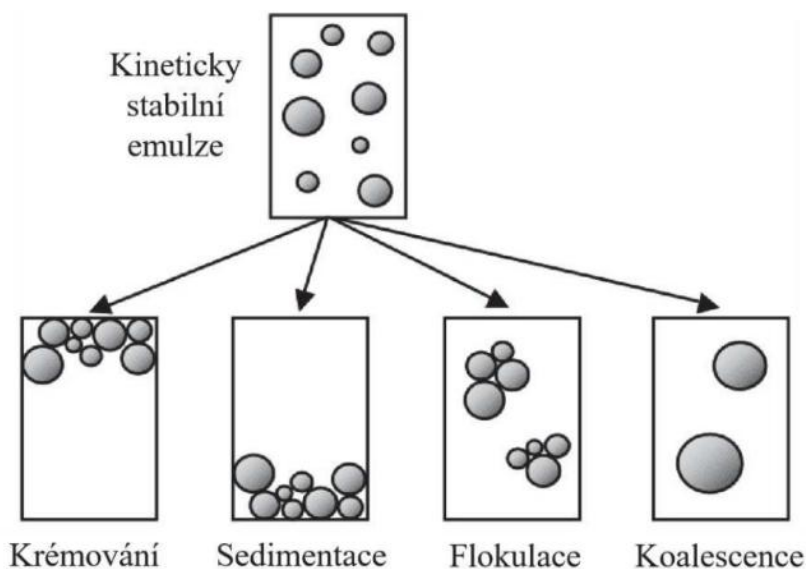 Kineticky
stabilní
emulze
Krémování
Sedimentace
Flokulace
Koalescence